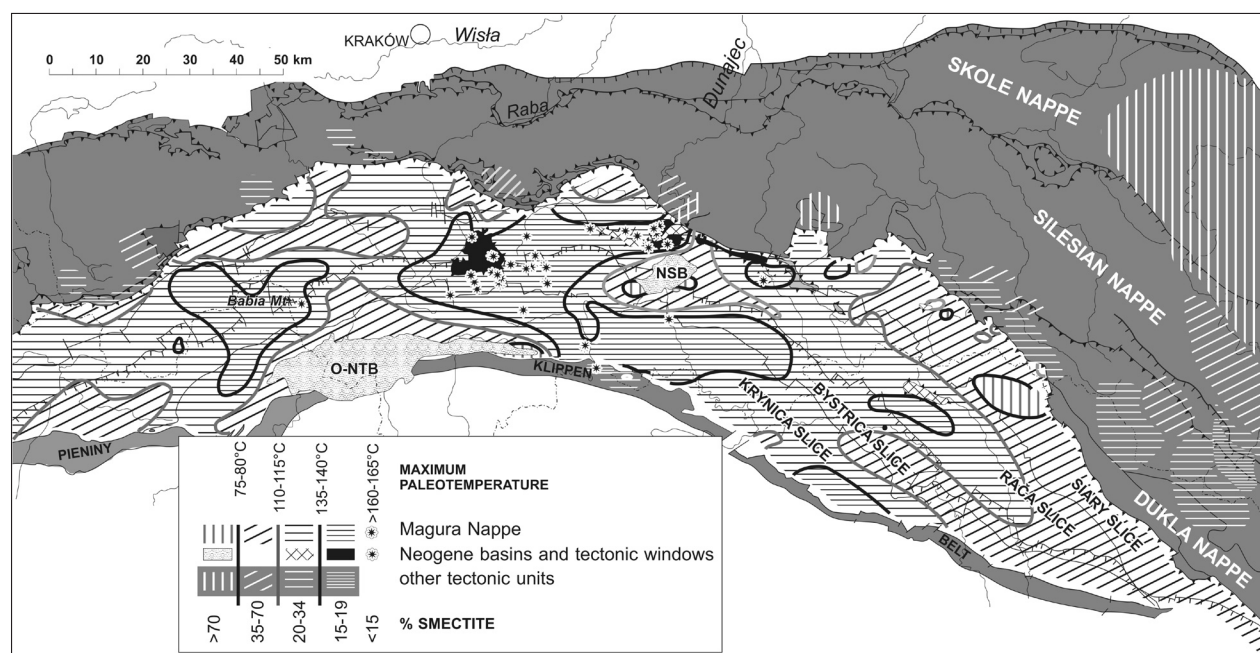 KRAKÓW
Wisła
0 10 20 30 40 50 km
Dunajec
Raba
SKOLE NAPPE
SILESIAN NAPPE
DUKLA NAPPE
Babia Mt.
NSB
O-NTB
KLIPPEN
PIENINY
BELT
KRYNICA SLICE
BYSTRICA SLICE
RAČA SLICE
SIARY SLICE
75-80°C
110-115°C
135-140°C
>160-165°C
MAXIMUM
PALEOTEMPERATURE
Magura Nappe
Neogene basins and tectonic windows
other tectonic units
>70
35-70
20-34
15-19
<15
% SMECTITE